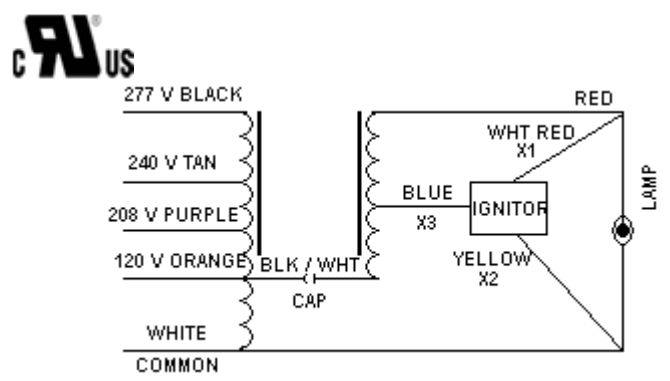 c RU US
277 V BLACK
RED
WHT RED
X1
240 V TAN
BLUE
IGNITOR
LAMP
208 V PURPLE
X3
120 V ORANGE
BLK / WHT
YELLOW
X2
CAP
WHITE
COMMON